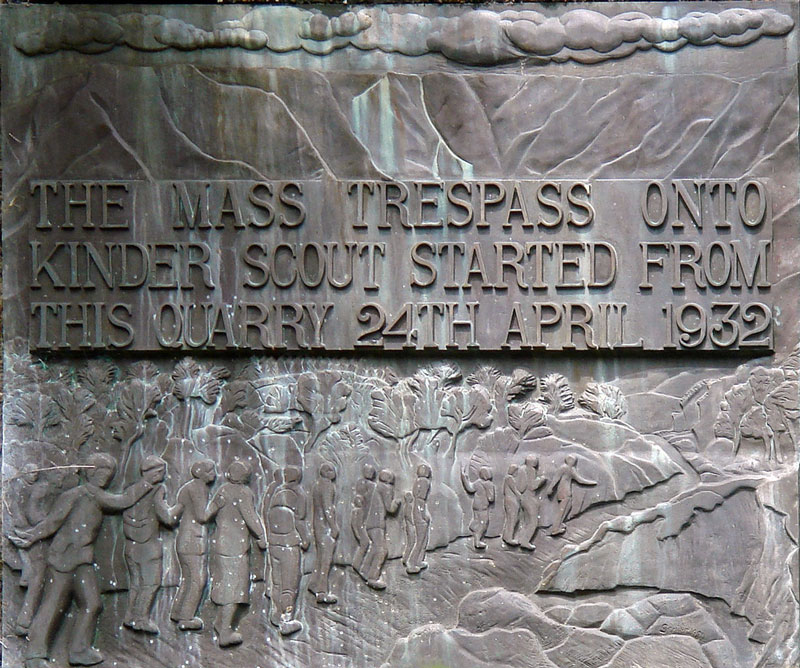 THE MASS TRESPASS ONTO
KINDER SCOUT STARTED FROM
THIS QUARRY 24TH APRIL 1932